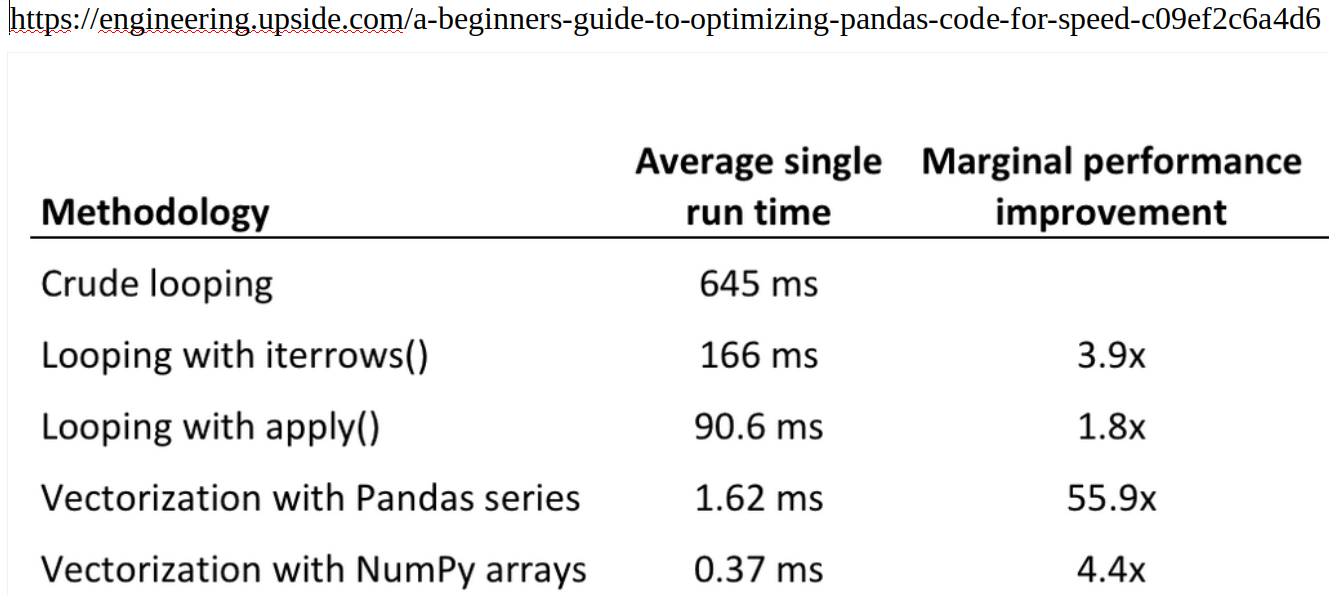 https://engineering.upside.com/a-beginners-guide-to-optimizing-pandas-code-for-speed-c09ef2c6a4d6
Average single Marginal performance
Methodology run time improvement
Crude looping 645 ms
Looping with iterrows() 166 ms 3.9x
Looping with apply() 90.6 ms 1.8x
Vectorization with Pandas series 1.62 ms 55.9x
Vectorization with NumPy arrays 0.37 ms 4.4x